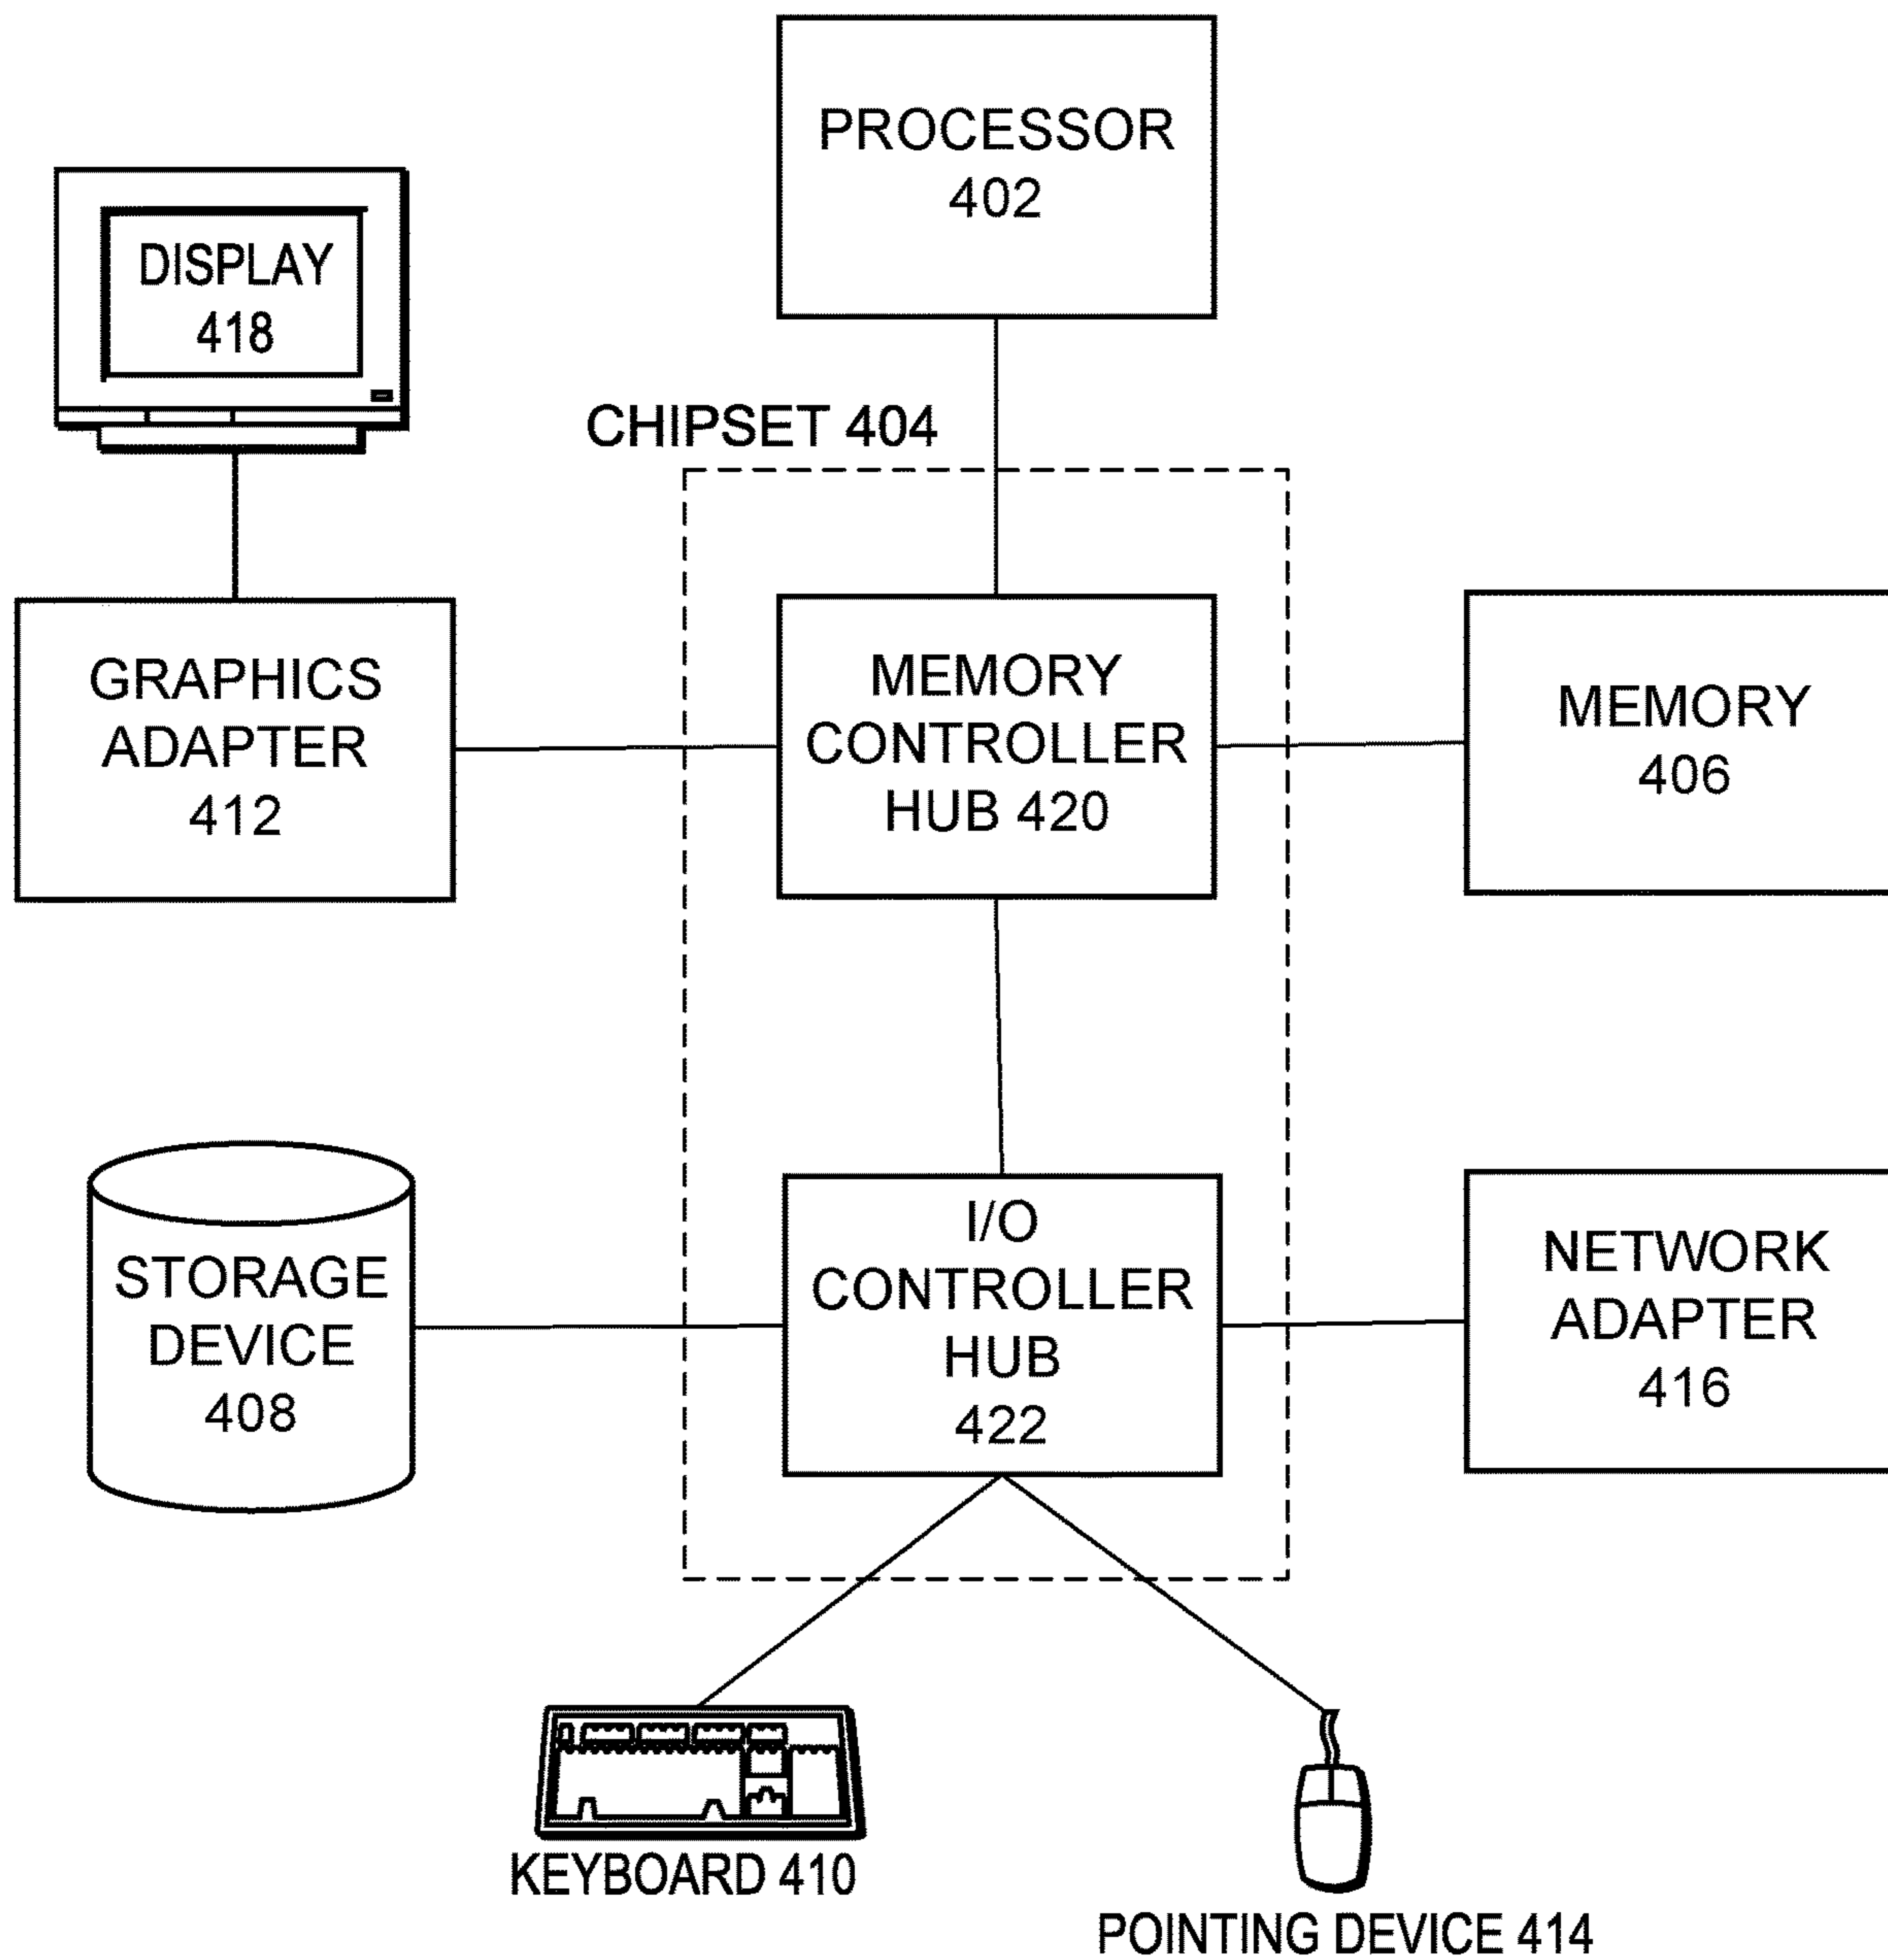 PROCESSOR
402
DISPLAY
418
CHIPSET 404
GRAPHICS
ADAPTER
412
MEMORY
CONTROLLER
HUB 420
MEMORY
406
STORAGE
DEVICE
408
I/O
CONTROLLER
HUB
422
NETWORK
ADAPTER
416
KEYBOARD 410
POINTING DEVICE 414